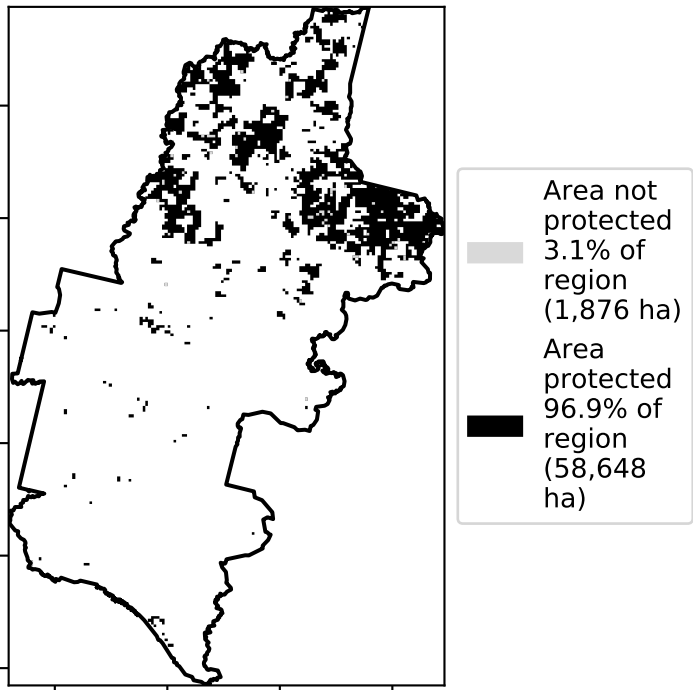 Area not
protected
3.1% of
region
(1,876 ha)
Area
protected
96.9% of
region
(58,648
ha)